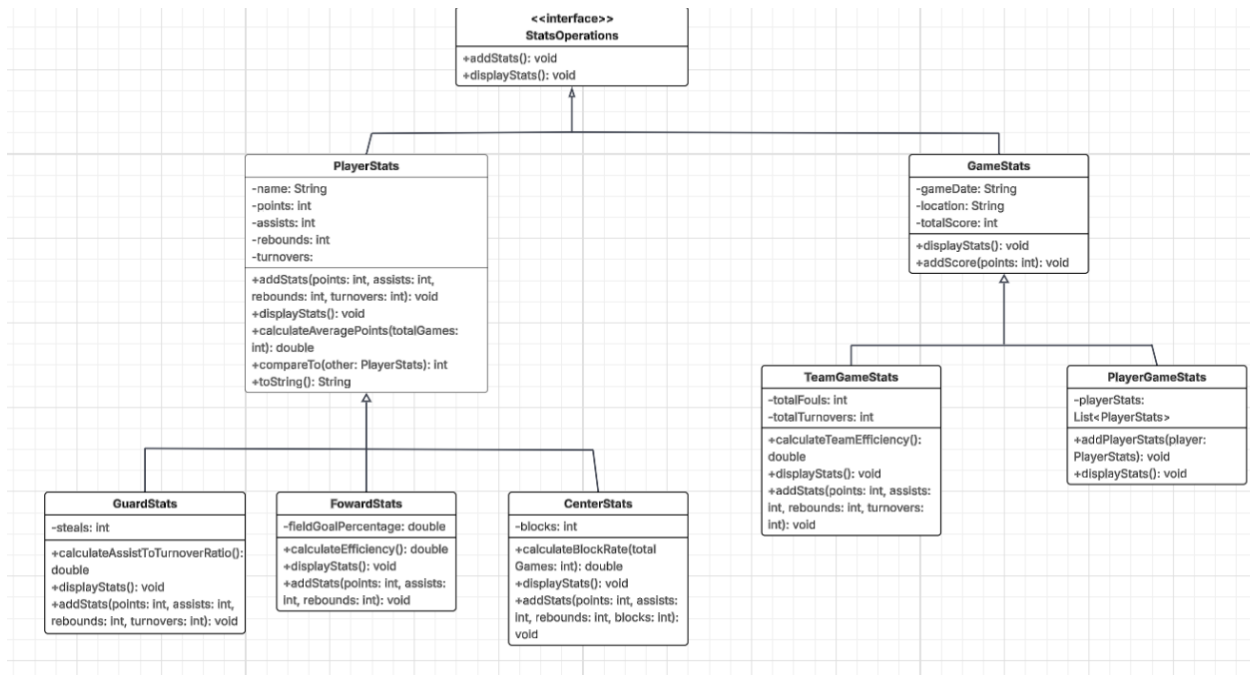 <<interface>>
StatsOperations
+addStats(): void
+displayStats(): void
PlayerStats
-name: String
-points: int
-assists: int
-rebounds: int
-turnovers:
+addStats(points: int, assists: int,
rebounds: int, turnovers: int): void
+displayStats(): void
+calculateAveragePoints(totalGames:
int): double
+compareTo(other: PlayerStats): int
+toString(): String
GameStats
-gameDate: String
-location: String
-totalScore: int
+displayStats(): void
+addScore(points: int): void
TeamGameStats
-totalFouls: int
-totalTurnovers: int
+calculateTeamEfficiency():
double
+displayStats(): void
+addStats(points: int, assists:
int, rebounds: int, turnovers:
int): void
PlayerGameStats
-playerStats:
List<PlayerStats>
+addPlayerStats(player:
PlayerStats): void
+displayStats(): void
GuardStats
-steals: int
+calculateAssistToTurnoverRatio():
double
+displayStats(): void
+addStats(points: int, assists: int,
rebounds: int, turnovers: int): void
FowardStats
-fieldGoalPercentage: double
+calculateEfficiency(): double
+displayStats(): void
+addStats(points: int, assists:
int, rebounds: int): void
CenterStats
-blocks: int
+calculateBlockRate(total
Games: int): double
+displayStats(): void
+addStats(points: int, assists:
int, rebounds: int, blocks: int):
void